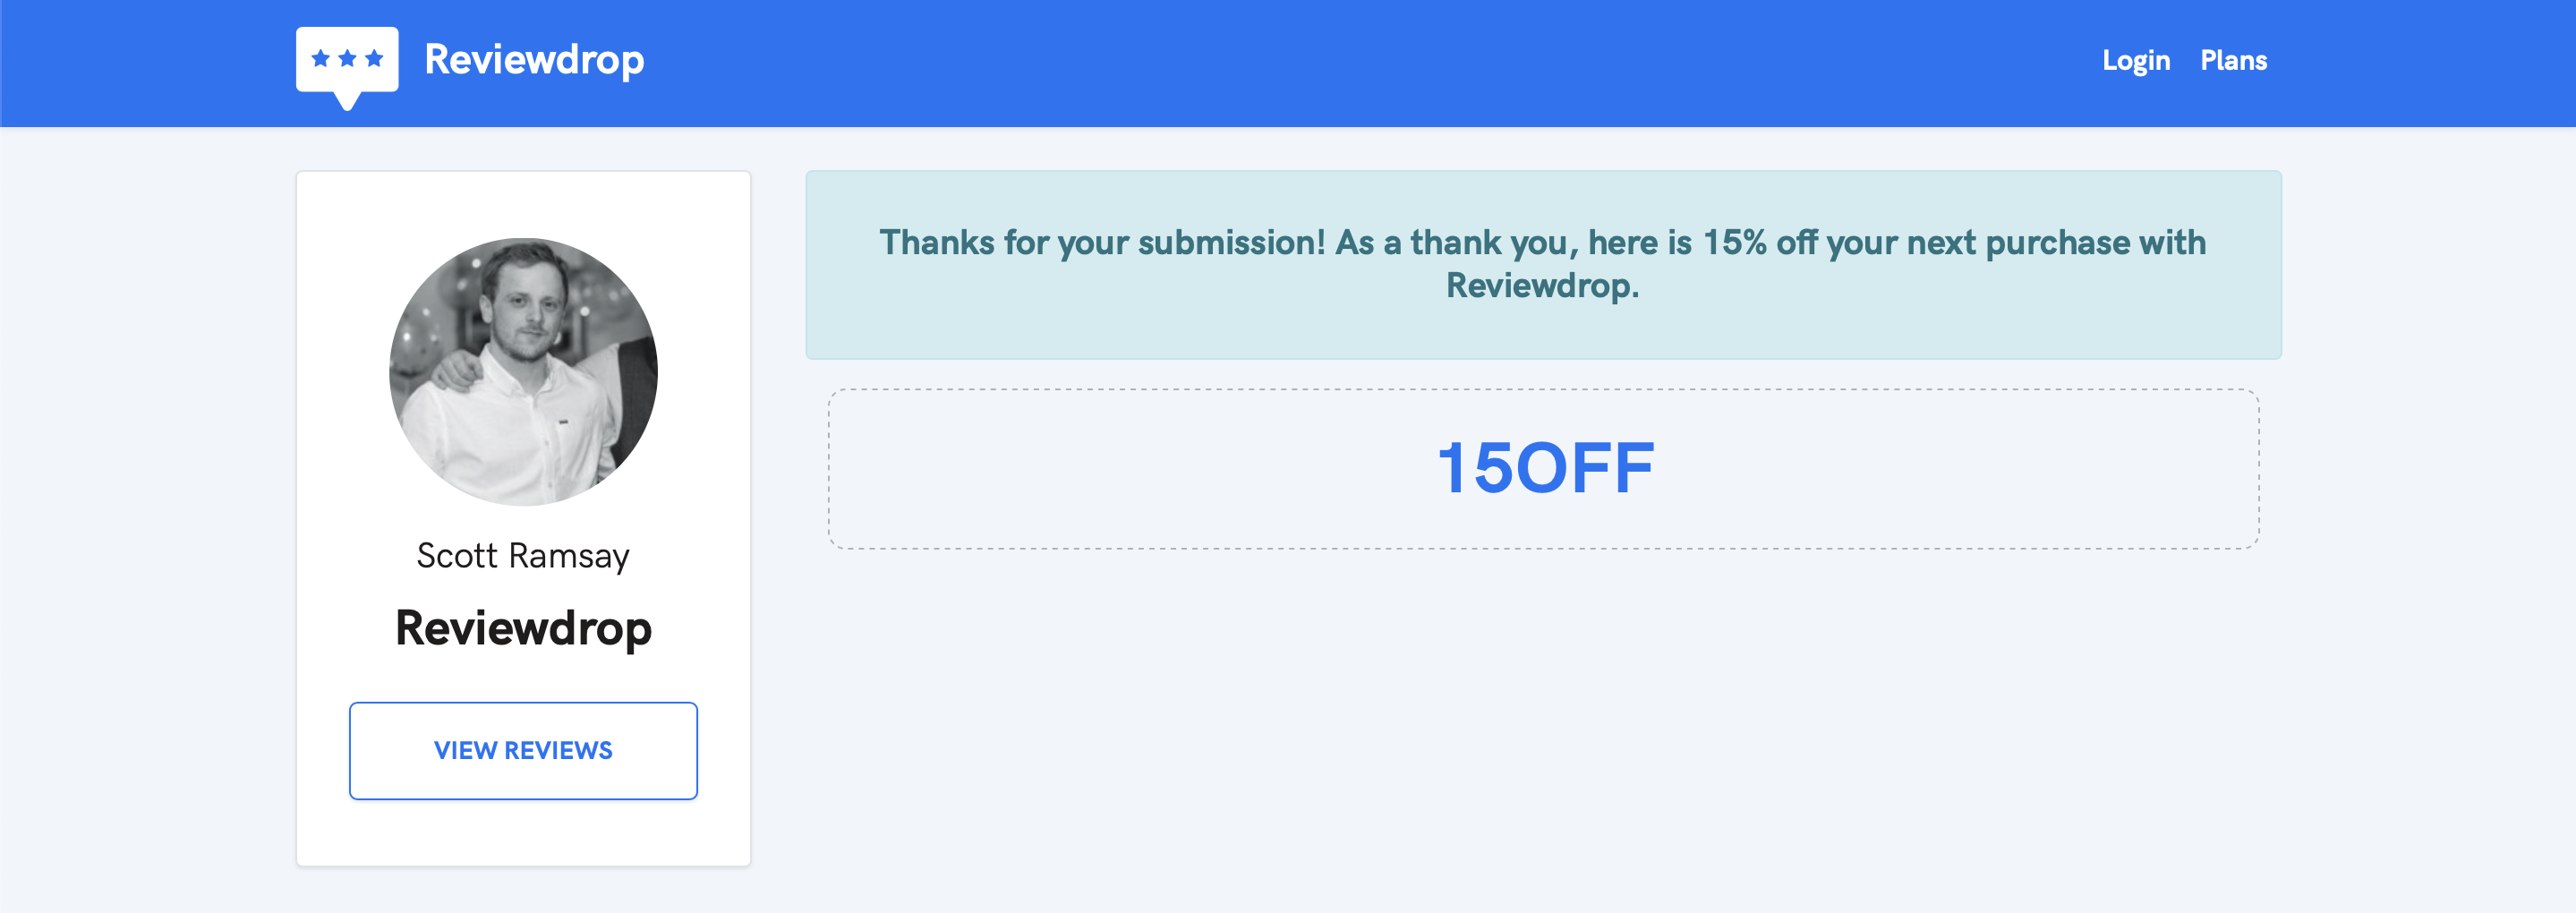 Reviewdrop
Login Plans
Scott Ramsay
Reviewdrop
VIEW REVIEWS
Thanks for your submission! As a thank you, here is 15% off your next purchase with
Reviewdrop.
15OFF